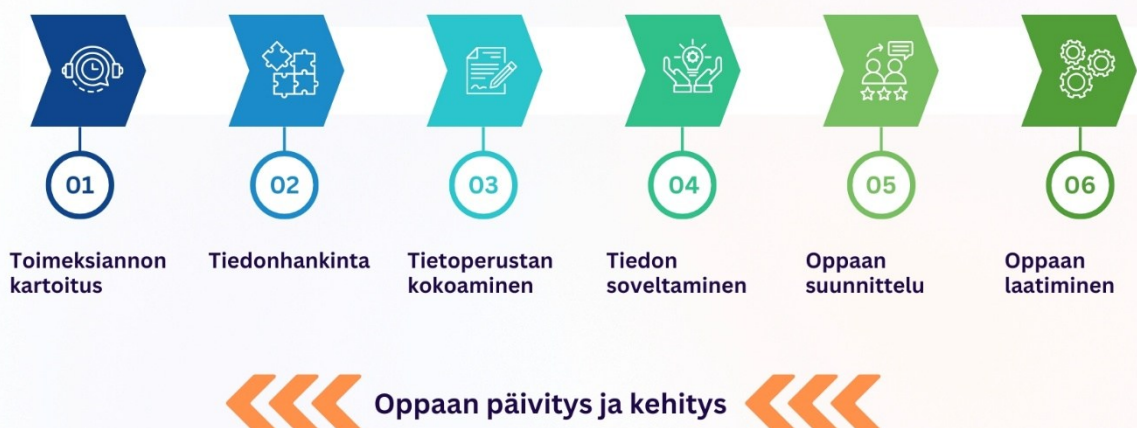 01
02
03
04
05
06
Toimeksiannon
kartoitus
Tiedonhankinta
Tietoperustan
kokoaminen
Tiedon
soveltaminen
Oppaan
suunnittelu
Oppaan
laatiminen
Oppaan päivitys ja kehitys